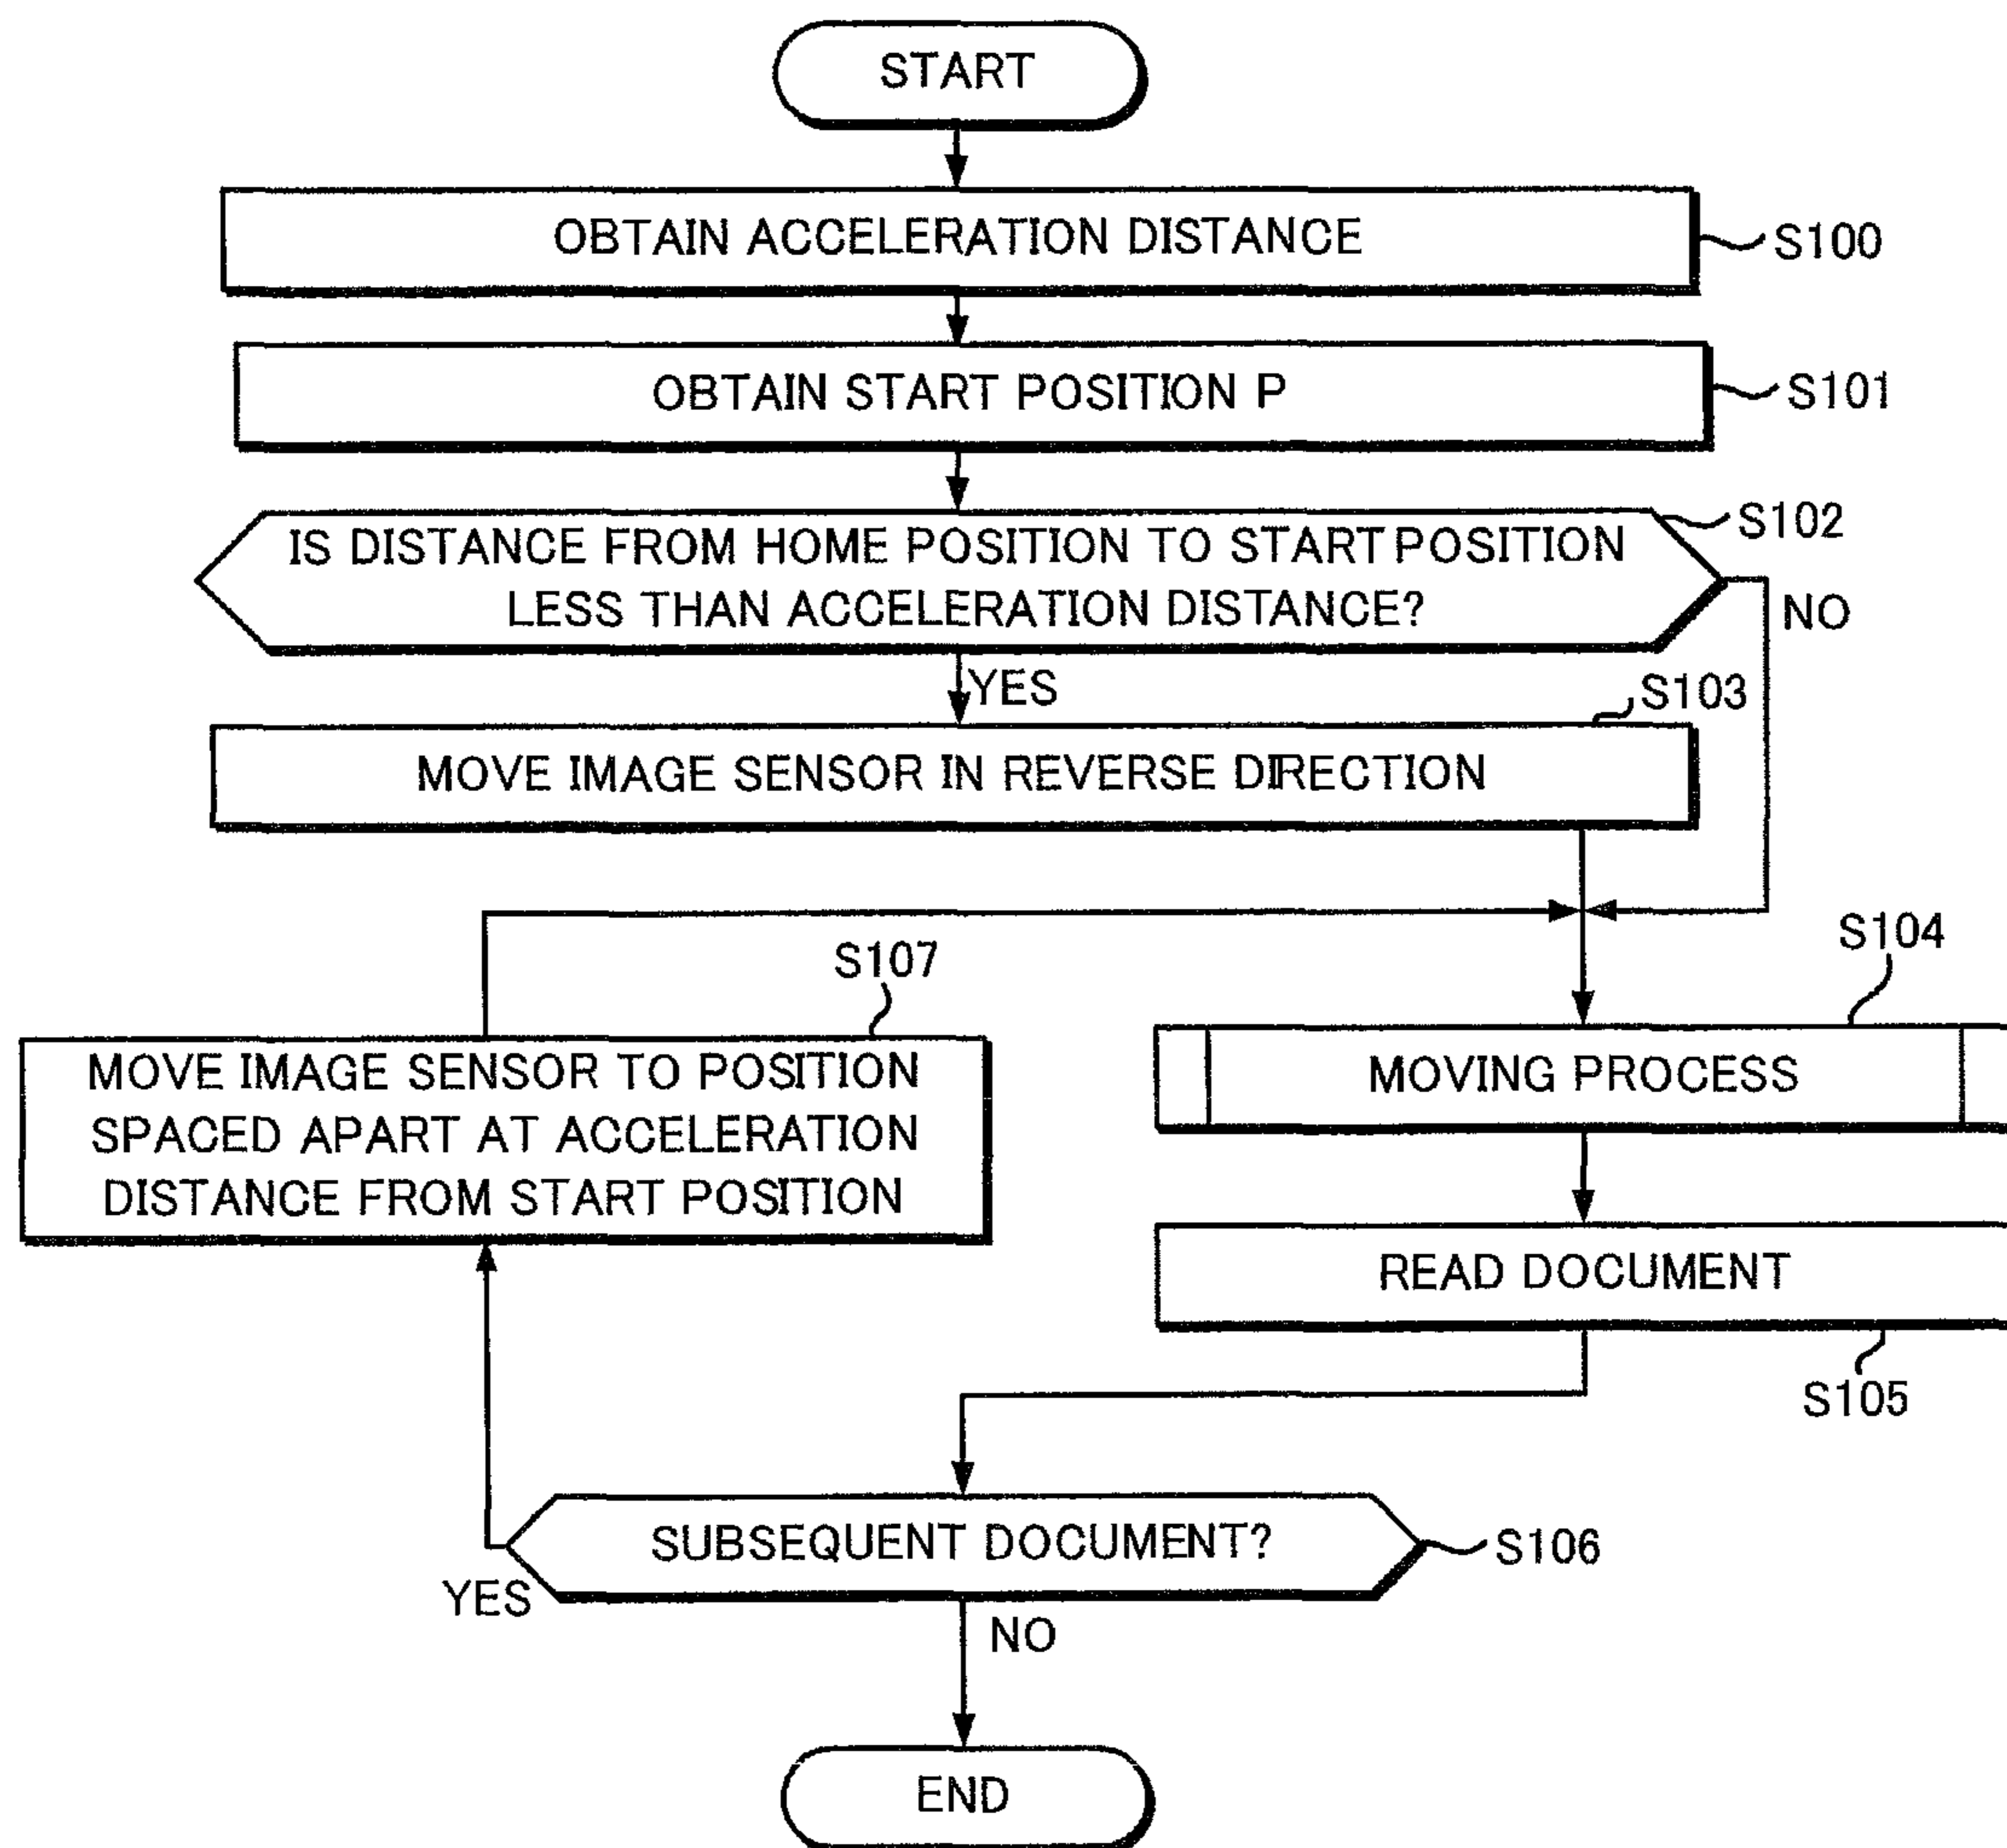 START
OBTAIN ACCELERATION DISTANCE
S100
OBTAIN START POSITION P
S101
IS DISTANCE FROM HOME POSITION TO START POSITION
LESS THAN ACCELERATION DISTANCE?
S102
NO
YES
S103
MOVE IMAGE SENSOR IN REVERSE DIRECTION
S104
S107
MOVING PROCESS
MOVE IMAGE SENSOR TO POSITION
SPACED APART AT ACCELERATION
DISTANCE FROM START POSITION
READ DOCUMENT
S105
SUBSEQUENT DOCUMENT?
S106
YES
NO
END